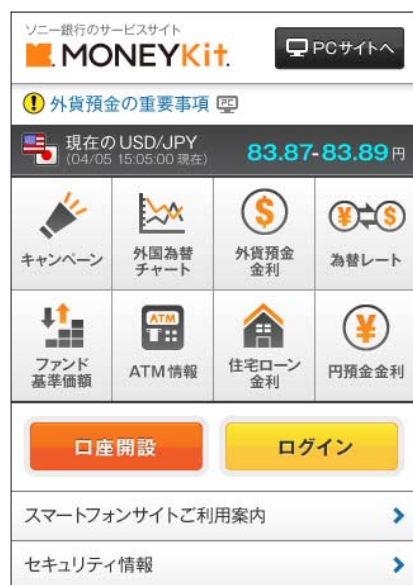 ソニー銀行のサービスサイト
MONEYKit.
PCサイトへ
外貨預金の重要事項 PC
現在の USD/JPY
(04/05 15:05:00 現在)
83.87-83.89円
キャンペーン
外国為替
チャート
外貨預金
金利
為替レート
ファンド
基準価額
ATM
ATM情報
住宅ローン
金利
円預金金利
口座開設
ログイン
スマートフォンサイトご利用案内
セキュリティ情報